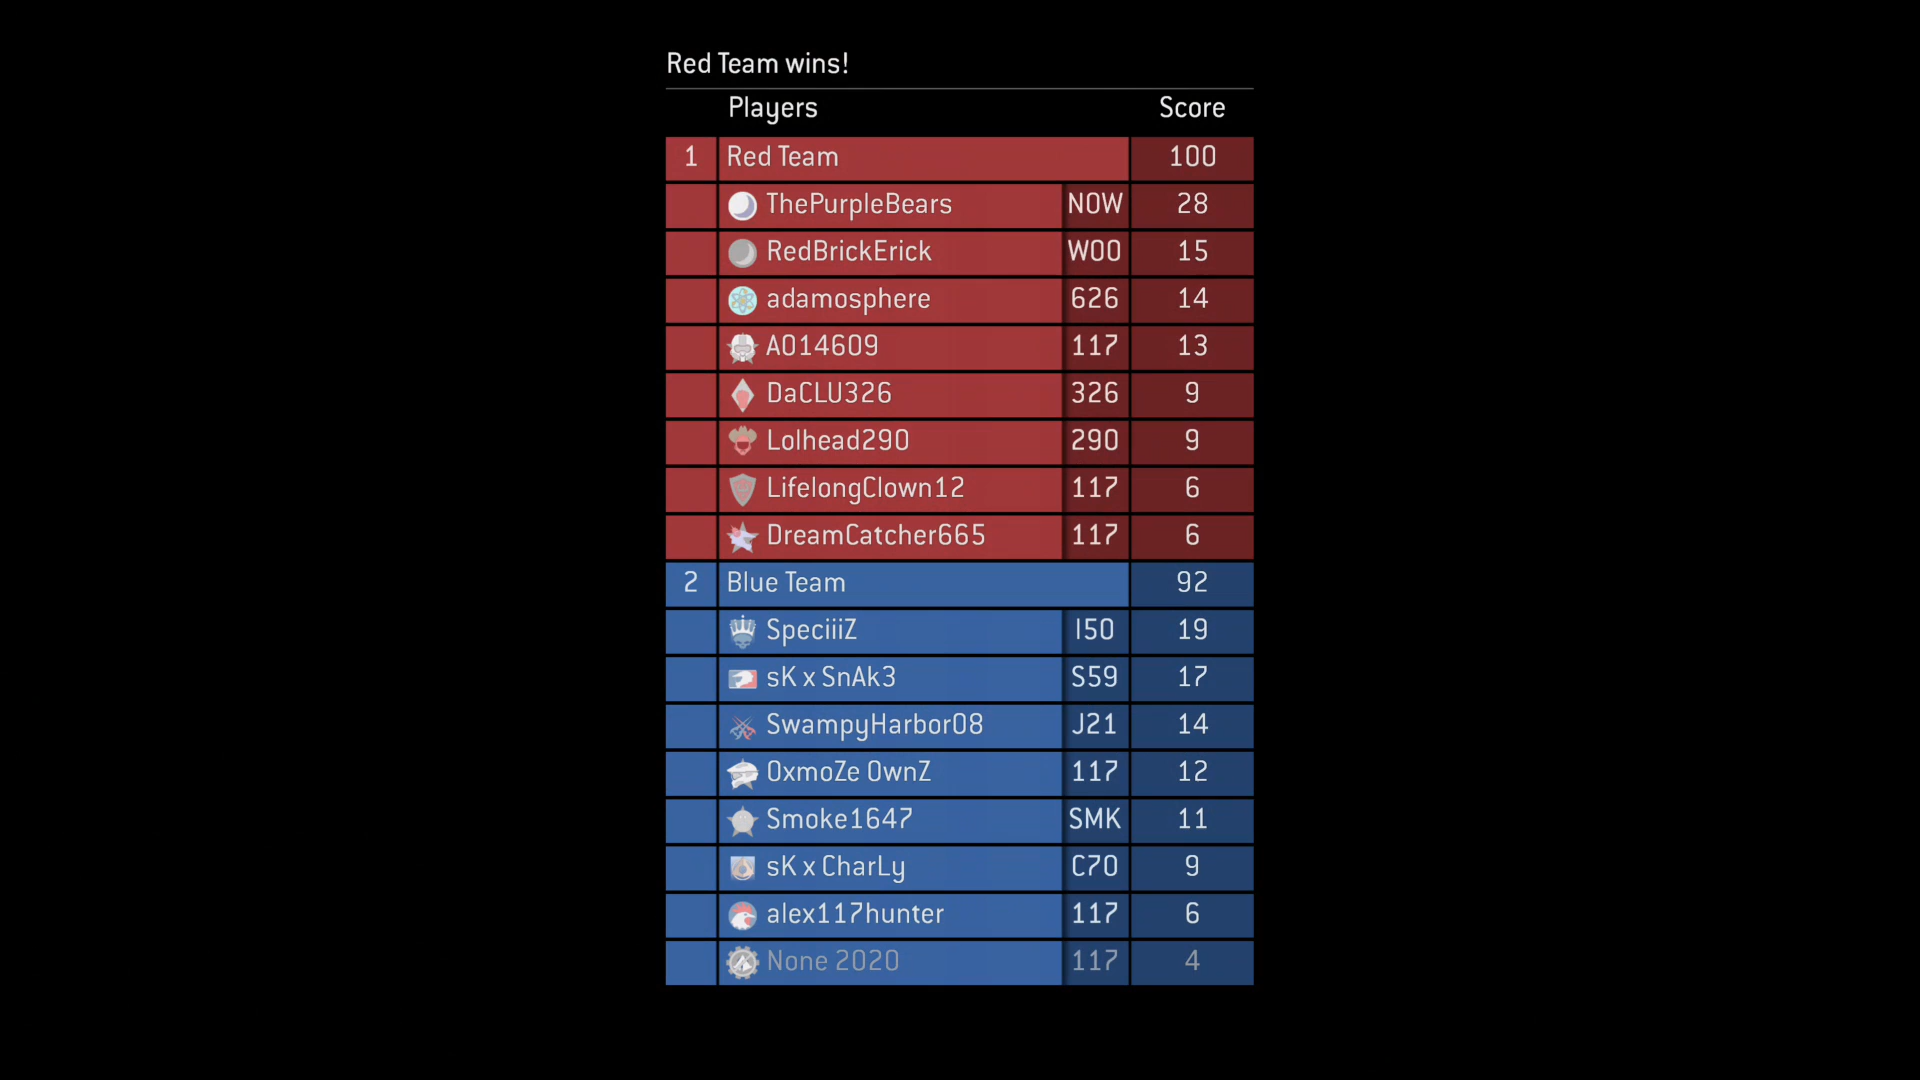 Red Team wins!
Players Score
1 Red Team 100
ThePurpleBears NOW 28
RedBrickErick WOO 15
adamosphere 626 14
A014609 117 13
DaCLU326 326 9
Lolhead290 290 9
LifelongClown12 117 6
DreamCatcher665 117 6
2 Blue Team 92
SpeciiiZ I50 19
sK x SnAk3 S59 17
SwampyHarbor08 J21 14
OxmoZe OwnZ 117 12
Smoke1647 SMK 11
sK x CharLy C70 9
alex117hunter 117 6
None 2020 117 4